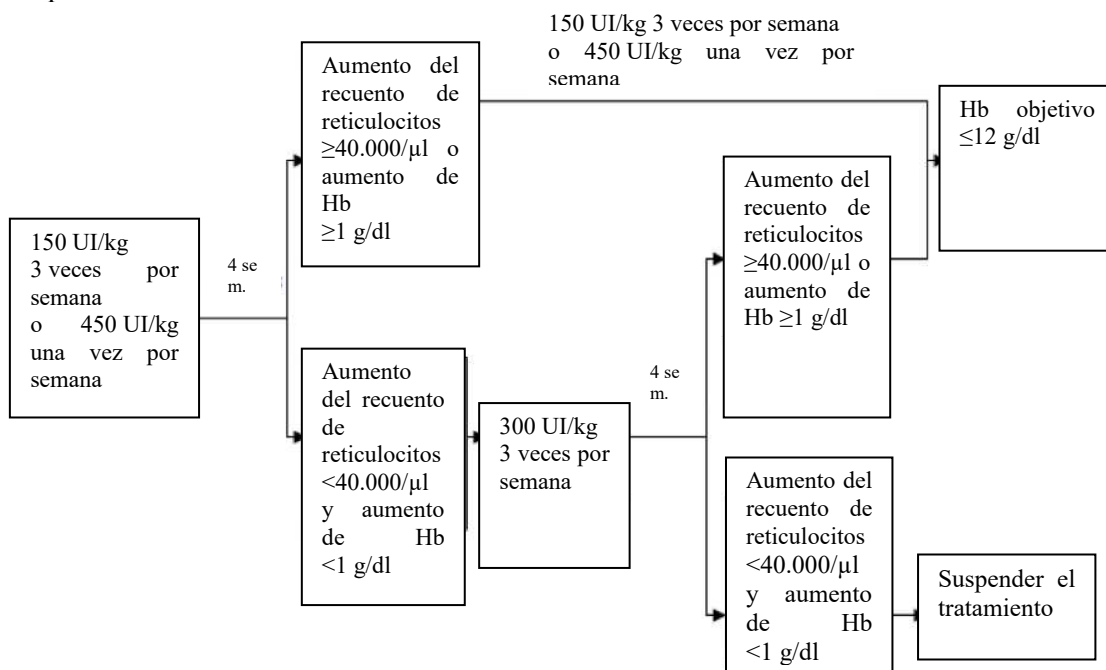 150 UI/kg 3 veces por semana
o 450 UI/kg una vez por
semana
Aumento del
recuento de
reticulocitos
≥40.000/µl o
aumento de
Hb
≥1 g/dl
Hb objetivo
≤12 g/dl
150 UI/kg
3 veces por
semana
o 450 UI/kg
una vez por
semana
4 se
m.
Aumento del
recuento de
reticulocitos
≥40.000/µl o
aumento de
Hb ≥1 g/dl
Aumento
del recuento
de
reticulocitos
<40.000/µl
y aumento
de Hb
<1 g/dl
300 UI/kg
3 veces por
semana
4 se
m.
Aumento del
recuento de
reticulocitos
<40.000/µl
y aumento
de Hb
<1 g/dl
Suspender el
tratamiento